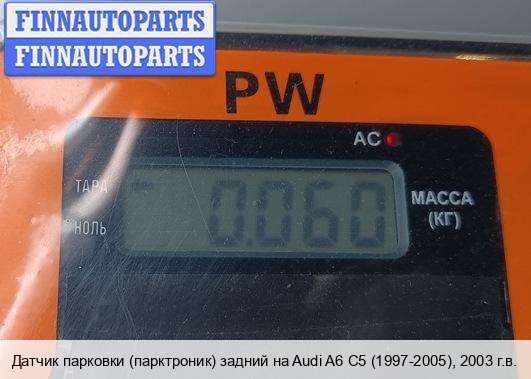 FINNAUTOPARTS
FINNAUTOPARTS
PW
AC
ТАРА
НОЛЬ
0.060
МАССА
(КГ)
Датчик парковки (парктроник) задний на Audi A6 C5 (1997-2005), 2003 г.в.